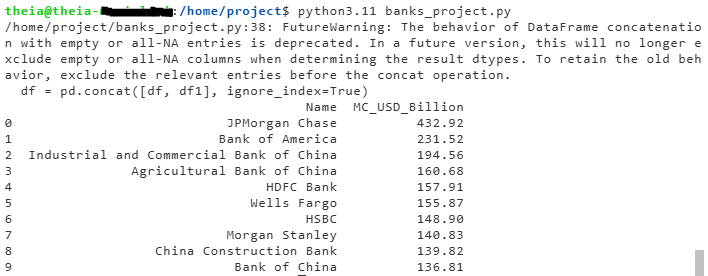 theia@theia- :/home/project$ python3.11 banks_project.py
/home/project/banks_project.py:38: FutureWarning: The behavior of DataFrame concatenatio
n with empty or all-NA entries is deprecated. In a future version, this will no longer e
xclude empty or all-NA columns when determining the result dtypes. To retain the old beh
avior, exclude the relevant entries before the concat operation.
  df = pd.concat([df, df1], ignore_index=True)
                                      Name  MC_USD_Billion
0                           JPMorgan Chase          432.92
1                          Bank of America          231.52
2  Industrial and Commercial Bank of China          194.56
3               Agricultural Bank of China          160.68
4                                HDFC Bank          157.91
5                              Wells Fargo          155.87
6                                     HSBC          148.90
7                           Morgan Stanley          140.83
8                  China Construction Bank          139.82
9                            Bank of China          136.81